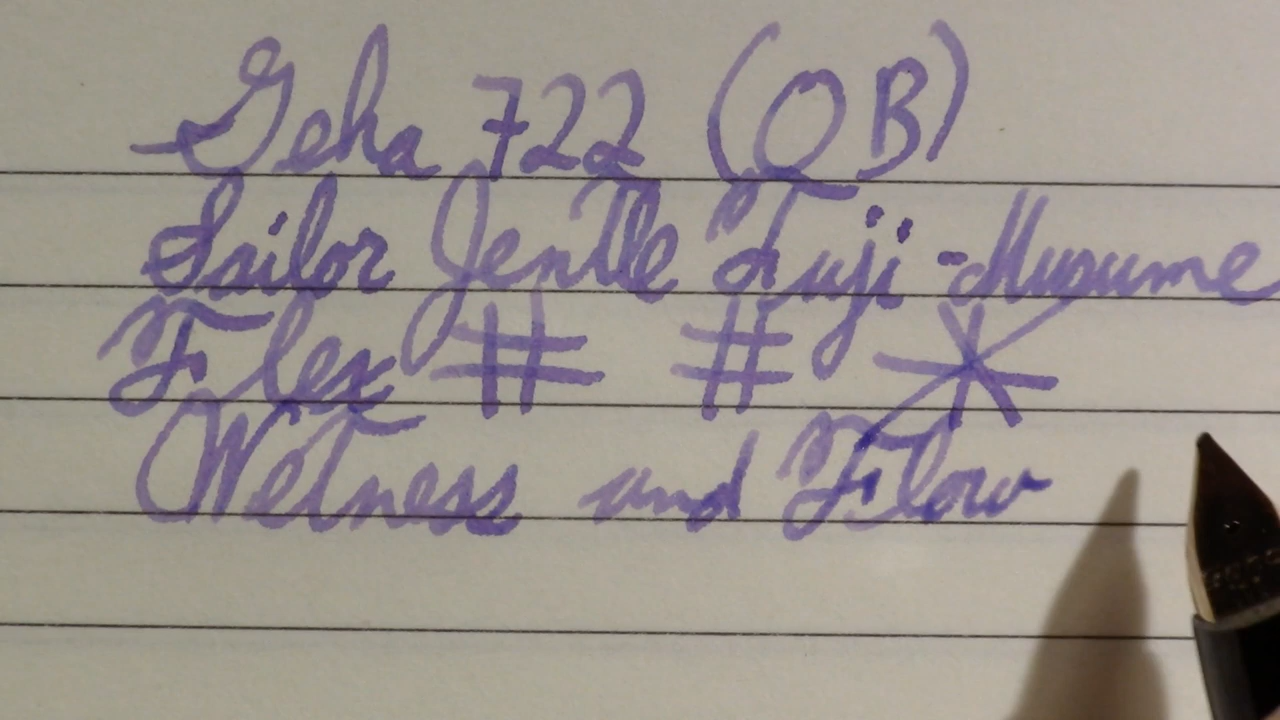 Geha 722 (OB)
Sailor Jentle Fuji-Musume
Flex # # *
Wetness and Flow